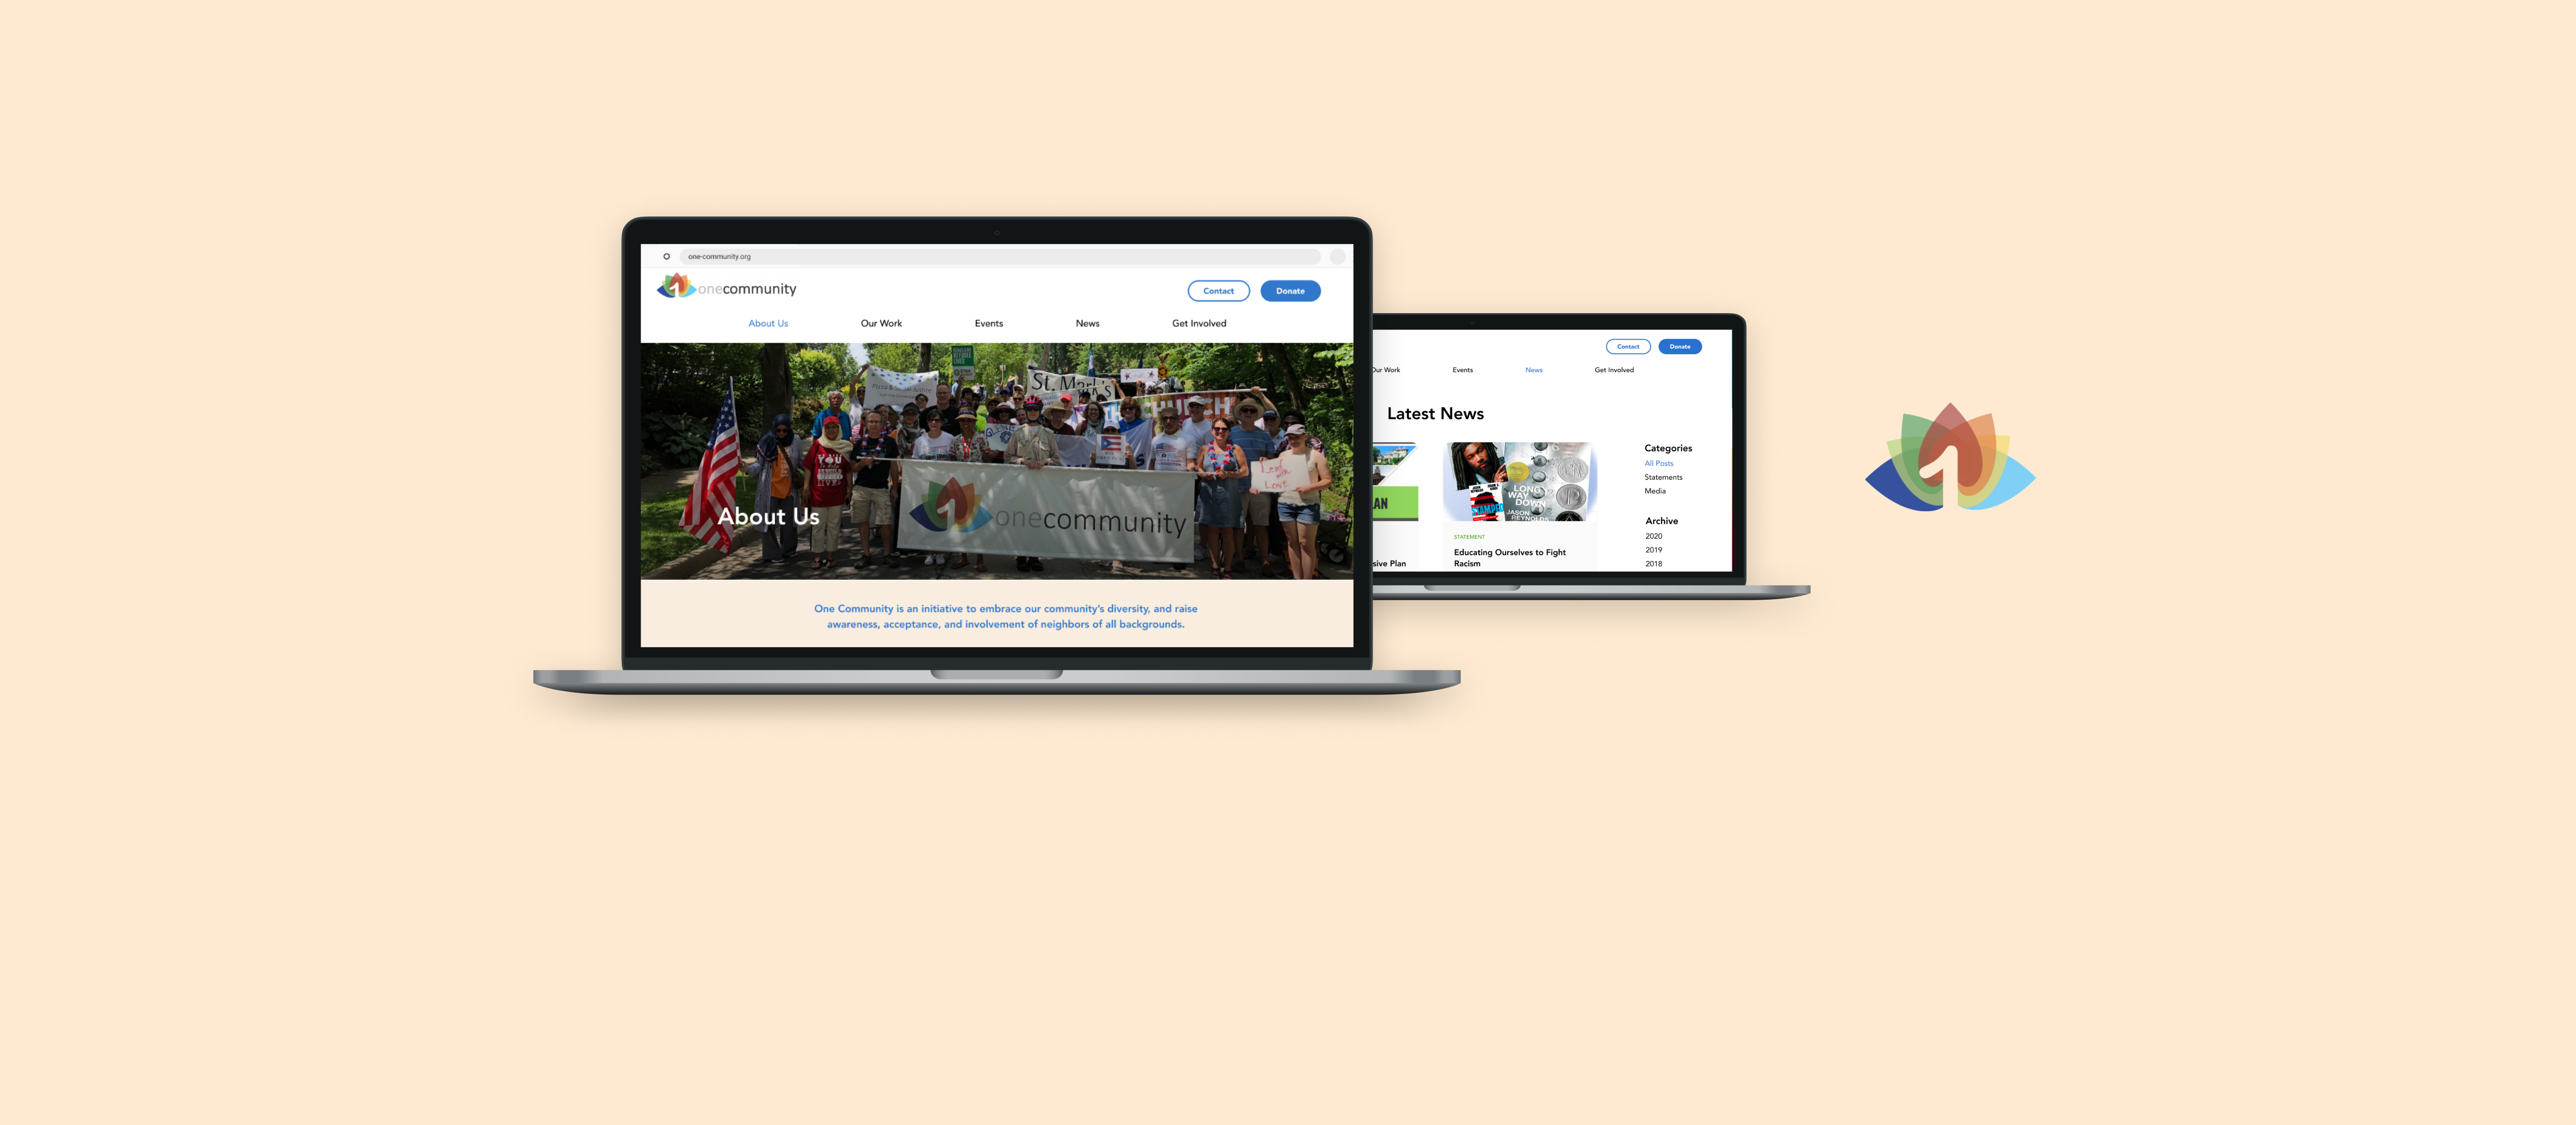 one-community.org
onecommunity
Contact
Donate
About Us
Our Work
Events
News
Get Involved
St. Mark's
CHURCH
YOU
About Us
onecommunity
Lead
with
Love
One Community is an initiative to embrace our community's diversity, and raise
awareness, acceptance, and involvement of neighbors of all backgrounds.
Contact
Donate
Our Work
Events
News
Get Involved
Latest News
LONG
WAY
DOWN
JASON
REYNOLDS
STAMPED
STATEMENT
Educating Ourselves to Fight
Racism
Plan
Categories
All Posts
Statements
Media
Archive
2020
2019
2018